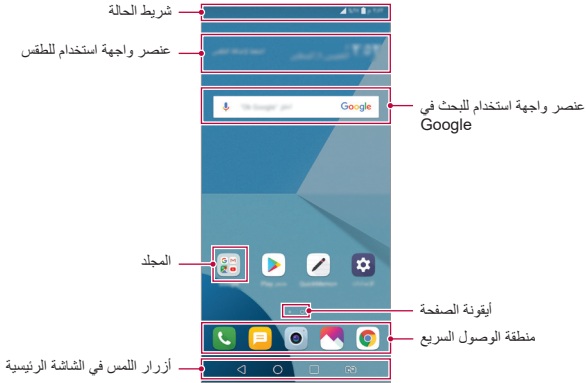 شريط الحالة
عنصر واجهة استخدام للطقس
Google
عنصر واجهة استخدام للبحث في
Google
المجلد
أيقونة الصفحة
منطقة الوصول السريع
أزرار اللمس في الشاشة الرئيسية